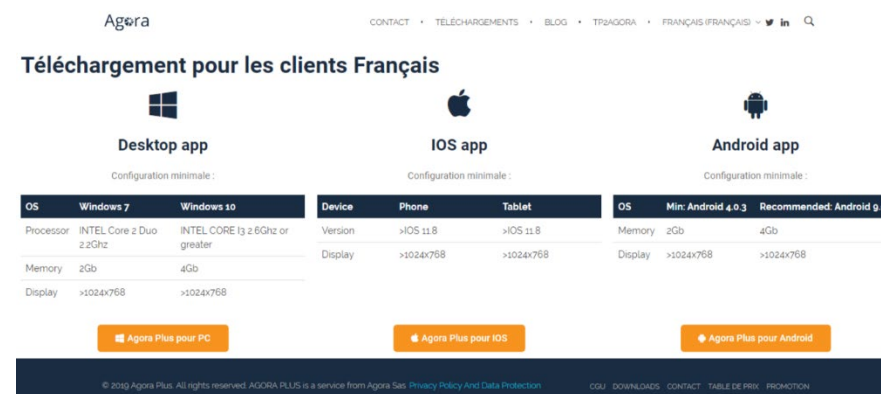 Agora
CONTACT • TÉLÉCHARGEMENTS • BLOG • TP2AGORA • FRANÇAIS (FRANÇAIS)
Téléchargement pour les clients Français
Desktop app
Configuration minimale :
OS Windows 7 Windows 10
Processor INTEL Core 2 Duo 2.2Ghz INTEL CORE I3 2.6Ghz or greater
Memory 2Gb 4Gb
Display >1024x768 >1024x768
Agora Plus pour PC
IOS app
Configuration minimale :
Device Phone Tablet
Version >IOS 11.8 >IOS 11.8
Display >1024x768 >1024x768
Agora Plus pour IOS
Android app
Configuration minimale :
OS Min: Android 4.0.3 Recommended: Android 9.
Memory 2Gb 4Gb
Display >1024x768 >1024x768
Agora Plus pour Android
© 2019 Agora Plus. All rights reserved. AGORA PLUS is a service from Agora Sas Privacy Policy And Data Protection
CGU DOWNLOADS CONTACT TABLE DE PRIX PROMOTION